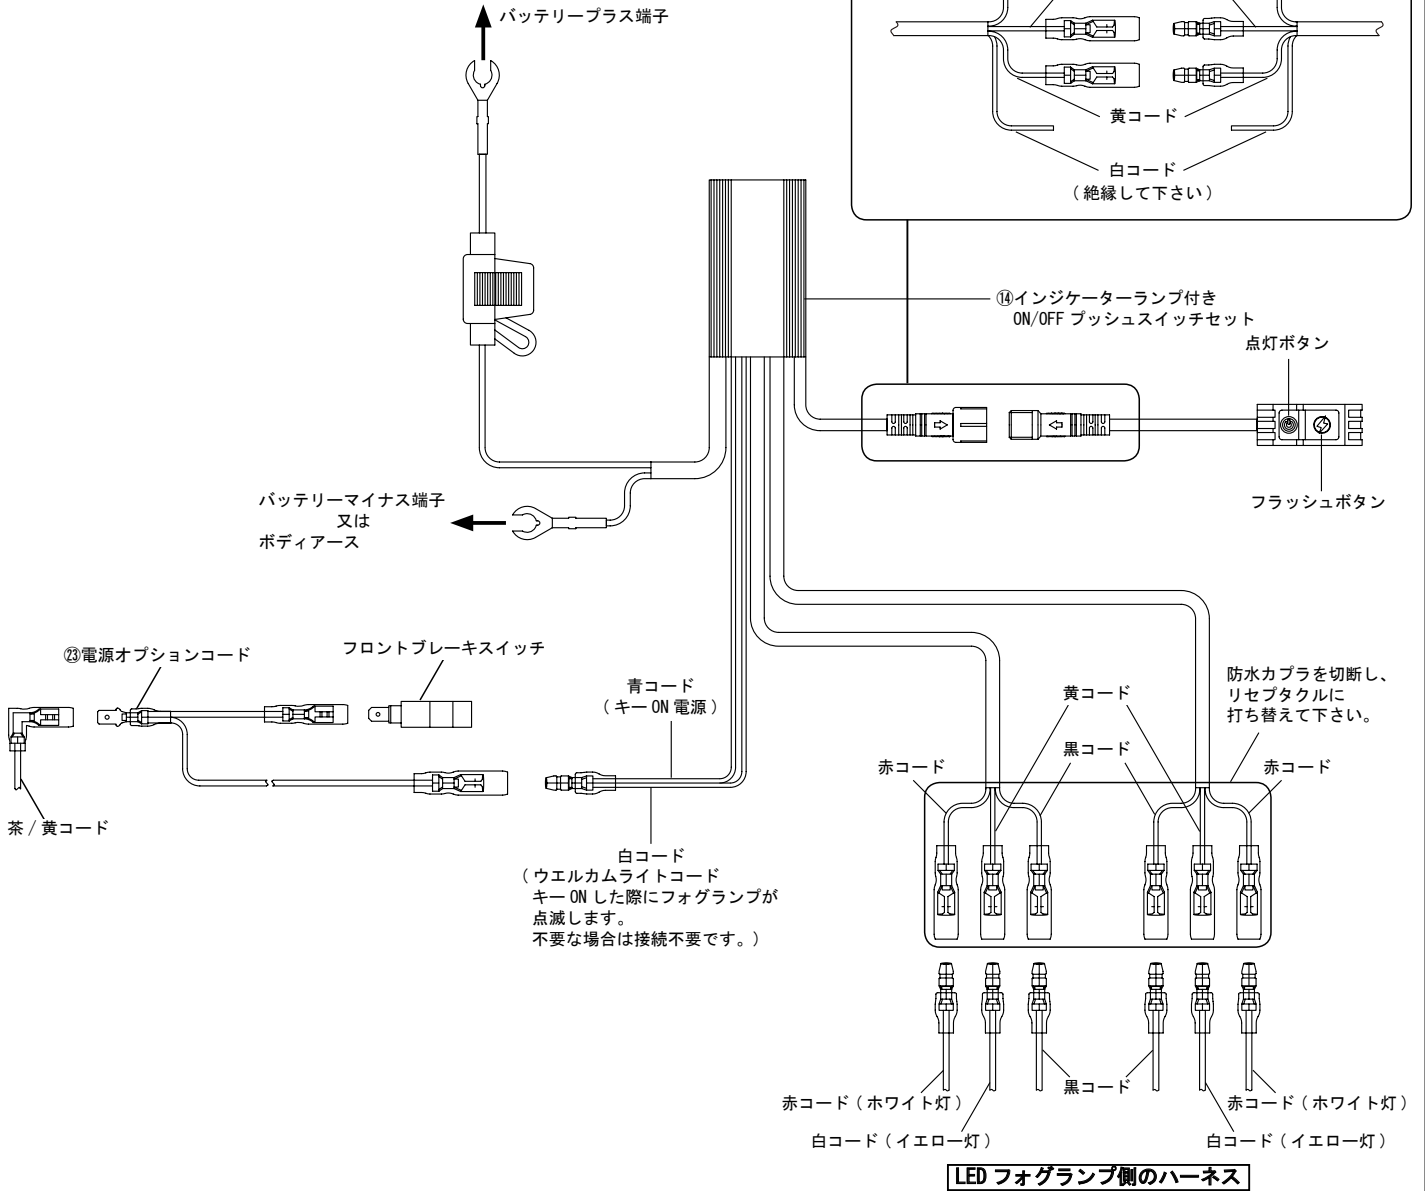 バッテリープラス端子
黄コード
白コード
(絶縁して下さい)
⑭インジケーターランプ付き
ON/OFF プッシュスイッチセット
点灯ボタン
フラッシュボタン
バッテリーマイナス端子
又は
ボディアース
㉓電源オプションコード
フロントブレーキスイッチ
茶/黄コード
青コード
(キー ON 電源)
白コード
(ウエルカムライトコード
キー ON した際にフォグランプが
点滅します。
不要な場合は接続不要です。)
防水カプラを切断し、
リセプタクルに
打ち替えて下さい。
黄コード
黒コード
赤コード
赤コード
黒コード
赤コード(ホワイト灯)
赤コード(ホワイト灯)
白コード(イエロー灯)
白コード(イエロー灯)
LED フォグランプ側のハーネス